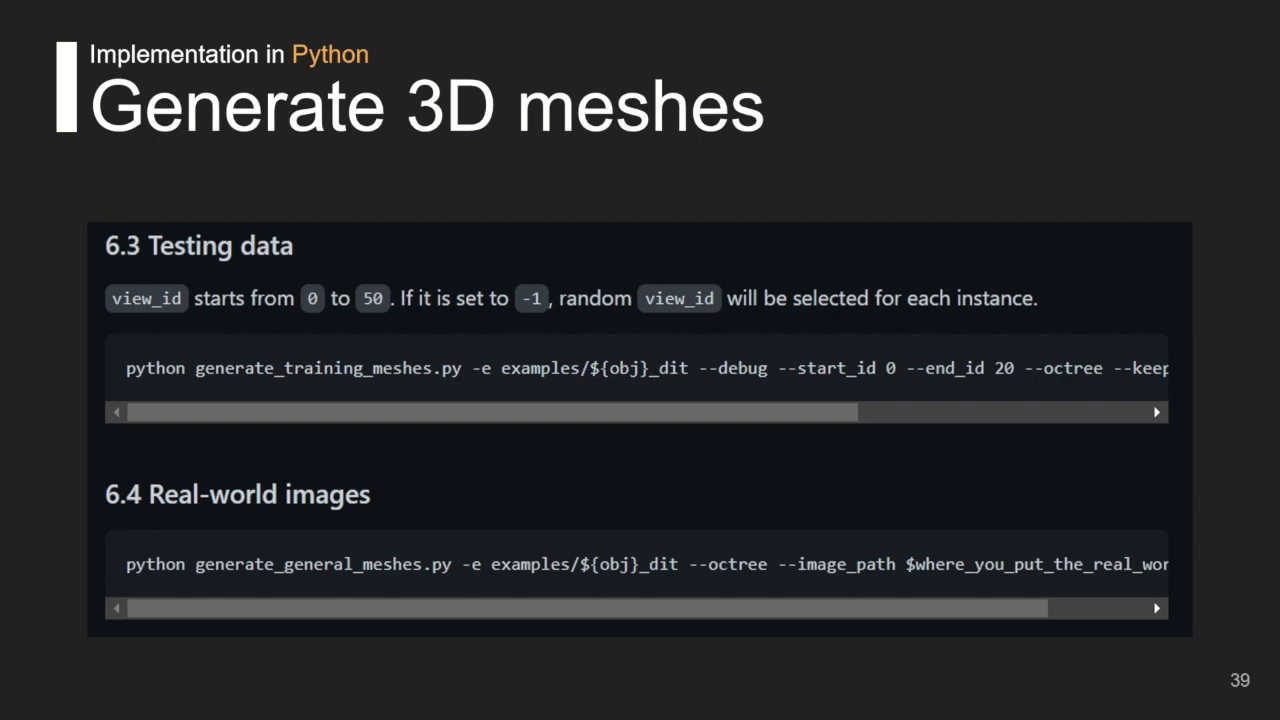 Implementation in Python
Generate 3D meshes
6.3 Testing data
view_id starts from 0 to 50. If it is set to -1, random view_id will be selected for each instance.
python generate_training_meshes.py -e examples/${obj}_dit --debug --start_id 0 --end_id 20 --octree --keep
6.4 Real-world images
python generate_general_meshes.py -e examples/${obj}_dit --octree --image_path $where_you_put_the_real_wor
39